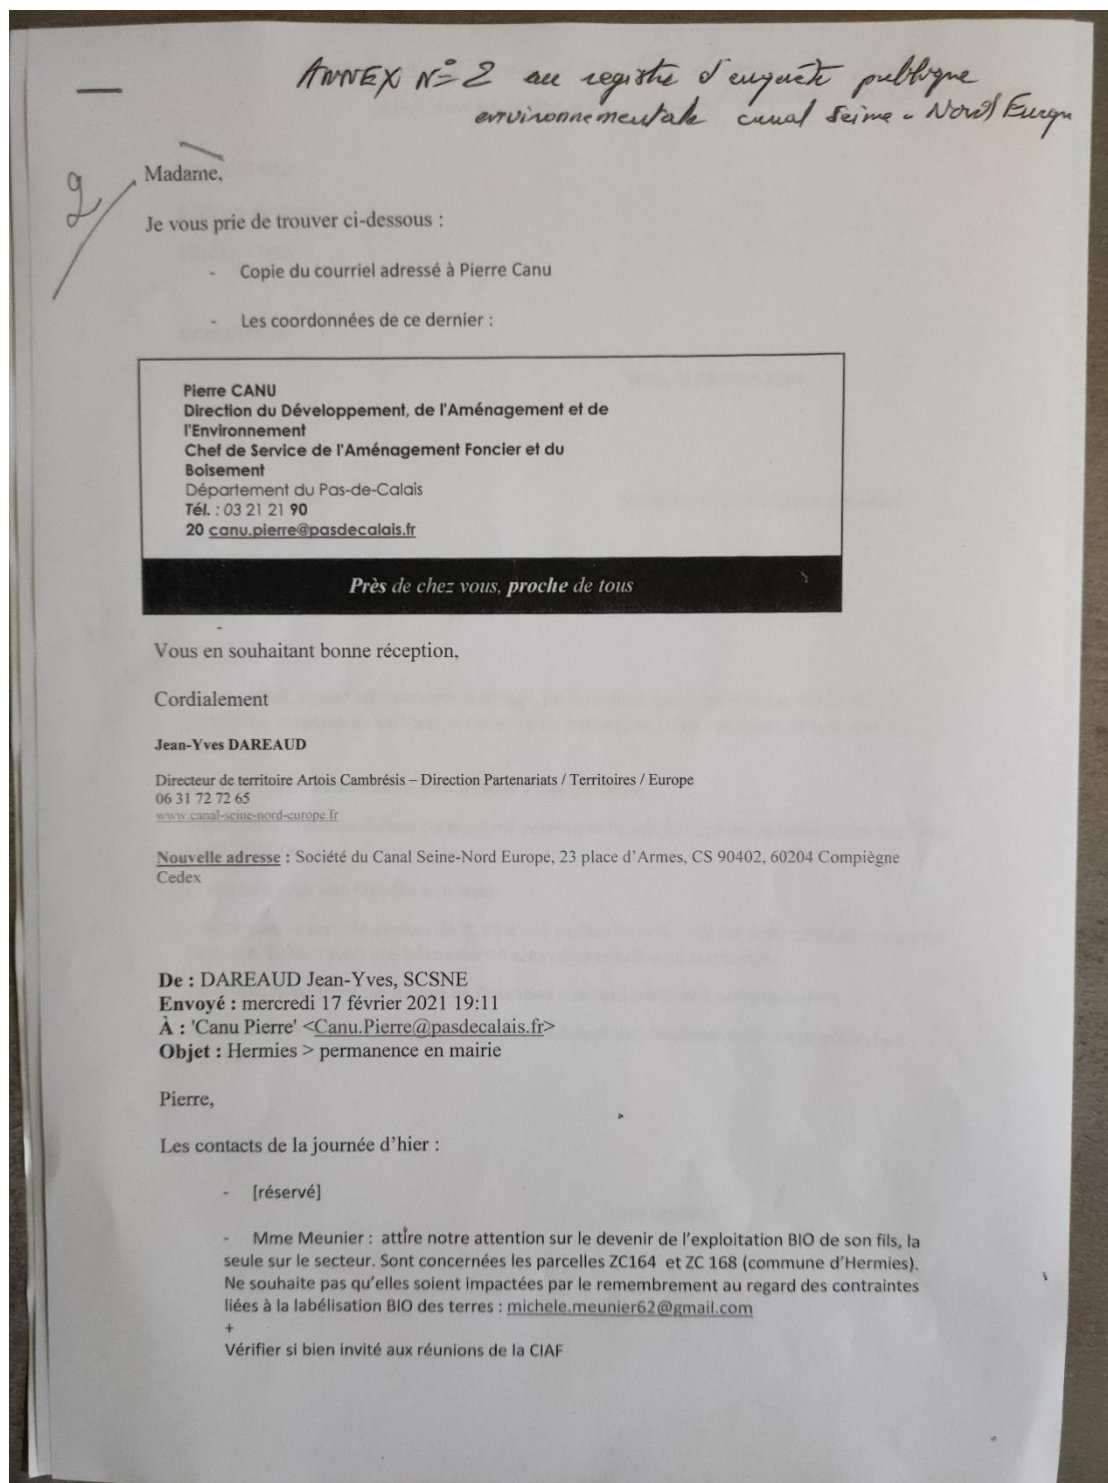 ANNEX N° 2 au registre d'enquête publique
environnementale canal Seine - Nord Europe
2
Madame,
Je vous prie de trouver ci-dessous :
- Copie du courriel adressé à Pierre Canu
- Les coordonnées de ce dernier :
Pierre CANU
Direction du Développement, de l'Aménagement et de
l'Environnement
Chef de Service de l'Aménagement Foncier et du
Boisement
Département du Pas-de-Calais
Tél. : 03 21 21 90
20 canu.pierre@pasdecalais.fr
Près de chez vous, proche de tous
Vous en souhaitant bonne réception,
Cordialement
Jean-Yves DAREAUD
Directeur de territoire Artois Cambrésis – Direction Partenariats / Territoires / Europe
06 31 72 72 65
www.canal-seine-nord-europe.fr
Nouvelle adresse : Société du Canal Seine-Nord Europe, 23 place d'Armes, CS 90402, 60204 Compiègne
Cedex
De : DAREAUD Jean-Yves, SCSNE
Envoyé : mercredi 17 février 2021 19:11
À : 'Canu Pierre' <Canu.Pierre@pasdecalais.fr>
Objet : Hermies > permanence en mairie
Pierre,
Les contacts de la journée d'hier :
- [réservé]
- Mme Meunier : attire notre attention sur le devenir de l'exploitation BIO de son fils, la
seule sur le secteur. Sont concernées les parcelles ZC164 et ZC 168 (commune d'Hermies).
Ne souhaite pas qu'elles soient impactées par le remembrement au regard des contraintes
liées à la labélisation BIO des terres : michele.meunier62@gmail.com
+
Vérifier si bien invité aux réunions de la CIAF